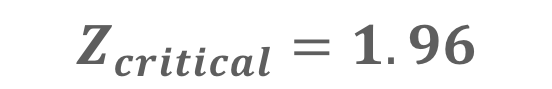 Z_critical = 1.96